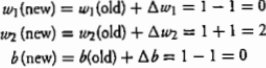 w₁(new) = w₁(old) + Δw₁ = 1 − 1 = 0
w₂(new) = w₂(old) + Δw₂ = 1 + 1 = 2
b(new) = b(old) + Δb = 1 − 1 = 0